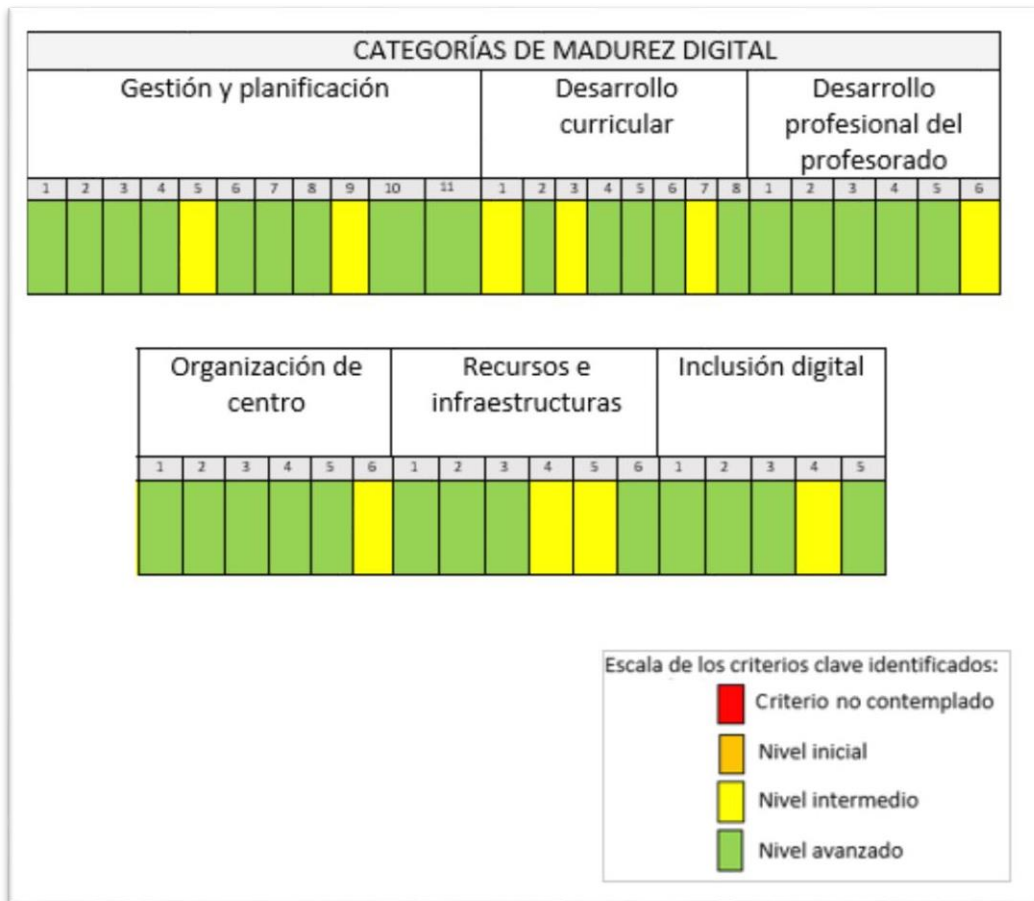 CATEGORÍAS DE MADUREZ DIGITAL
Gestión y planificación
Desarrollo
curricular
Desarrollo
profesional del
profesorado
1 2 3 4 5 6 7 8 9 10 11 1 2 3 4 5 6 7 8 1 2 3 4 5 6
Organización de
centro
Recursos e
infraestructuras
Inclusión digital
1 2 3 4 5 6 1 2 3 4 5 6 1 2 3 4 5
Escala de los criterios clave identificados:
Criterio no contemplado
Nivel inicial
Nivel intermedio
Nivel avanzado